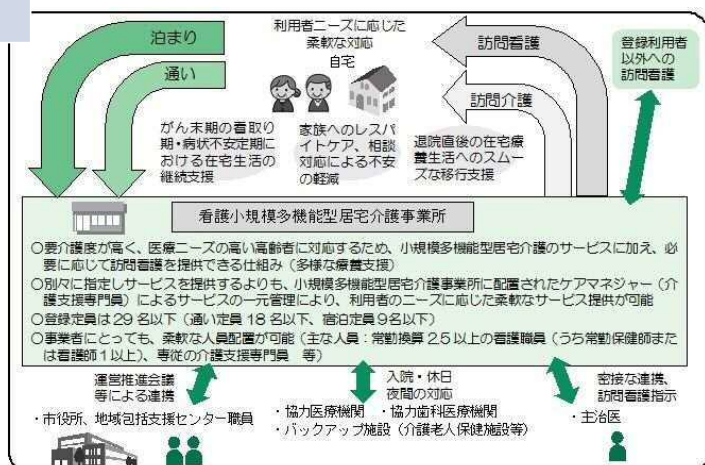 泊まり
通い
利用者ニーズに応じた
柔軟な対応
自宅
訪問看護
訪問介護
登録利用者
以外への
訪問看護
がん末期の看取り
期・病状不安定期に
おける在宅生活の
継続支援
家族へのレスパ
イトケア、相談
対応による不安
の軽減
退院直後の在宅療
養生活へのスムー
ズな移行支援
看護小規模多機能型居宅介護事業所
○要介護度が高く、医療ニーズの高い高齢者に対応するため、小規模多機能型居宅介護のサービスに加え、必
要に応じて訪問看護を提供できる仕組み（多様な療養支援）
○別々に指定しサービスを提供するよりも、小規模多機能型居宅介護事業所に配置されたケアマネジャー（介
護支援専門員）によるサービスの一元管理により、利用者のニーズに応じた柔軟なサービス提供が可能
○登録定員は29名以下（通い定員18名以下、宿泊定員9名以下）
○事業者にとっても、柔軟な人員配置が可能（主な人員：常勤換算2.5以上の看護職員（うち常勤保健師また
は看護師1以上）、専従の介護支援専門員　等）
運営推進会議
等による連携
・市役所、地域包括支援センター職員
入院・休日
夜間の対応
・協力医療機関　・協力歯科医療機関
・バックアップ施設（介護老人保健施設等）
密接な連携、
訪問看護指示
・主治医